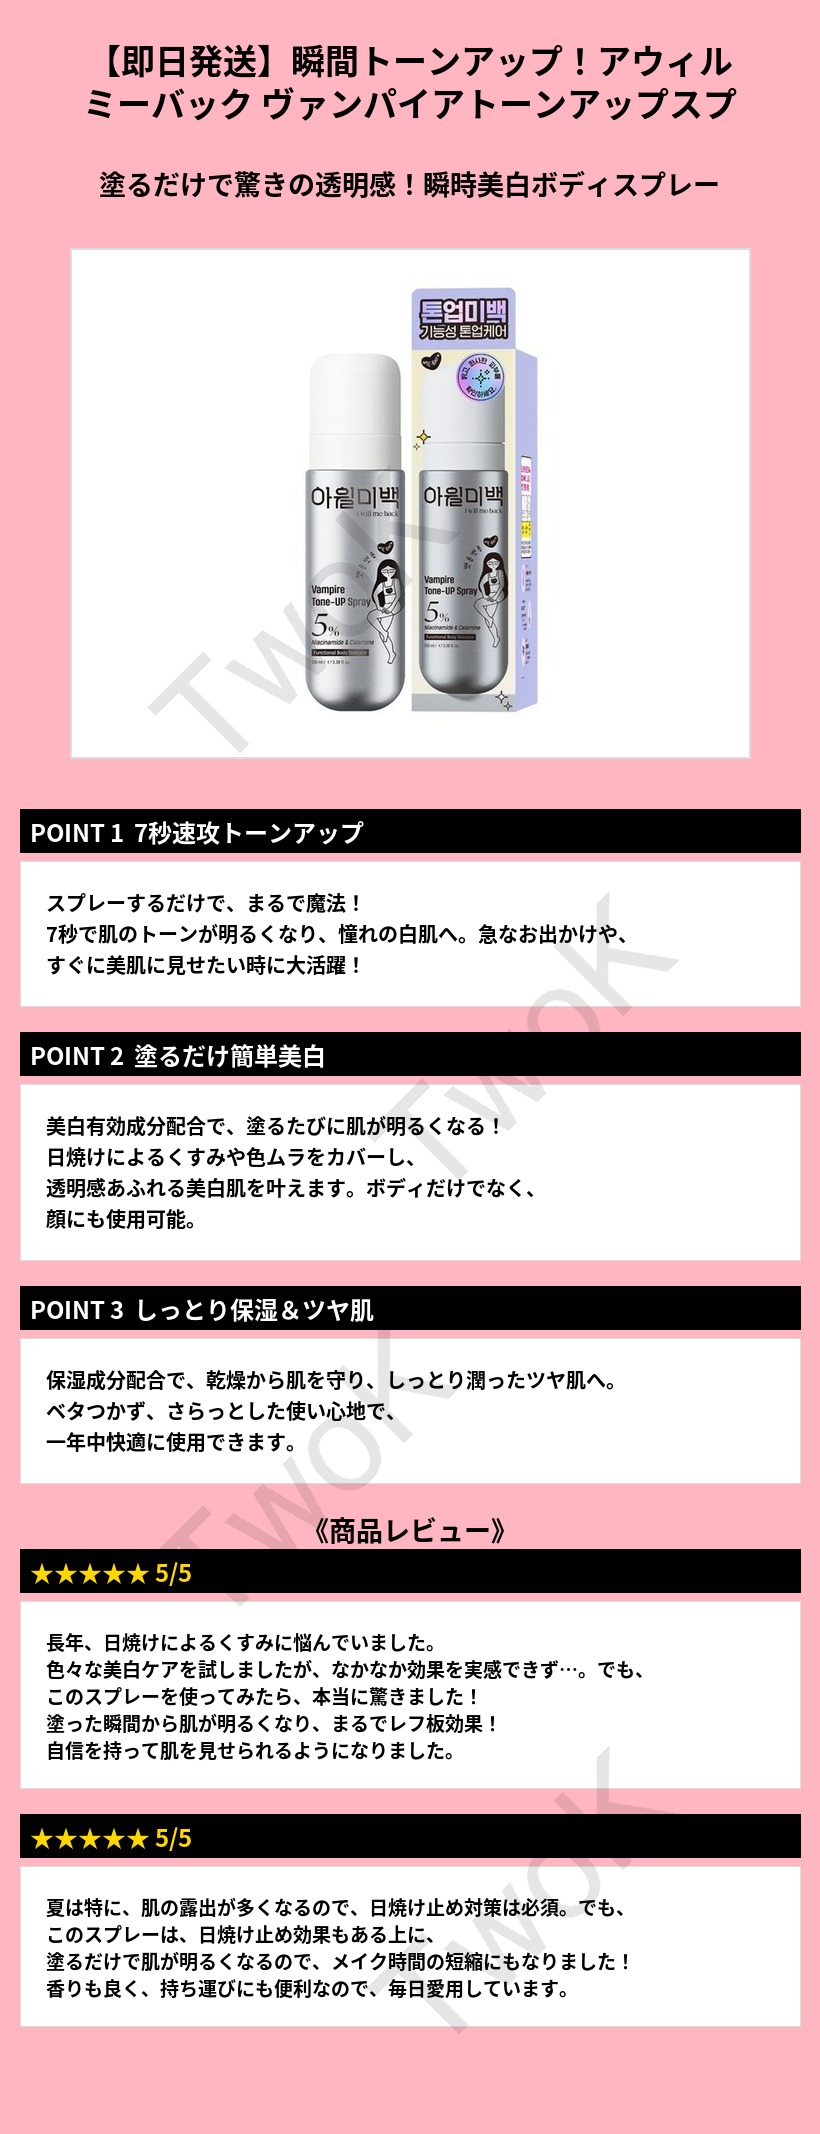 【即日発送】瞬間トーンアップ！アウィル
ミーバック ヴァンパイアトーンアップスプ
塗るだけで驚きの透明感！瞬時美白ボディスプレー
톤업미백
기능성 톤업케어
맑고, 환사한 피부를
확인하세요.
아윌미백
i will me back
Vampire
Tone-UP Spray
5%
Niacinamide & Calamine
Functional Body Skincare
100 ml / 3.38 fl. oz.
아윌미백
i will me back
Vampire
Tone-UP Spray
5%
Niacinamide & Calamine
Functional Body Skincare
100 ml / 3.38 fl. oz.
TwoK
POINT 1 7秒速攻トーンアップ
スプレーするだけで、まるで魔法！
7秒で肌のトーンが明るくなり、憧れの白肌へ。急なお出かけや、
すぐに美肌に見せたい時に大活躍！
TwoK
POINT 2 塗るだけ簡単美白
美白有効成分配合で、塗るたびに肌が明るくなる！
日焼けによるくすみや色ムラをカバーし、
透明感あふれる美白肌を叶えます。ボディだけでなく、
顔にも使用可能。
POINT 3 しっとり保湿＆ツヤ肌
保湿成分配合で、乾燥から肌を守り、しっとり潤ったツヤ肌へ。
ベタつかず、さらっとした使い心地で、
一年中快適に使用できます。
TwoK
《商品レビュー》
★★★★★ 5/5
長年、日焼けによるくすみに悩んでいました。
色々な美白ケアを試しましたが、なかなか効果を実感できず…。でも、
このスプレーを使ってみたら、本当に驚きました！
塗った瞬間から肌が明るくなり、まるでレフ板効果！
自信を持って肌を見せられるようになりました。
TwoK
★★★★★ 5/5
夏は特に、肌の露出が多くなるので、日焼け止め対策は必須。でも、
このスプレーは、日焼け止め効果もある上に、
塗るだけで肌が明るくなるので、メイク時間の短縮にもなりました！
香りも良く、持ち運びにも便利なので、毎日愛用しています。